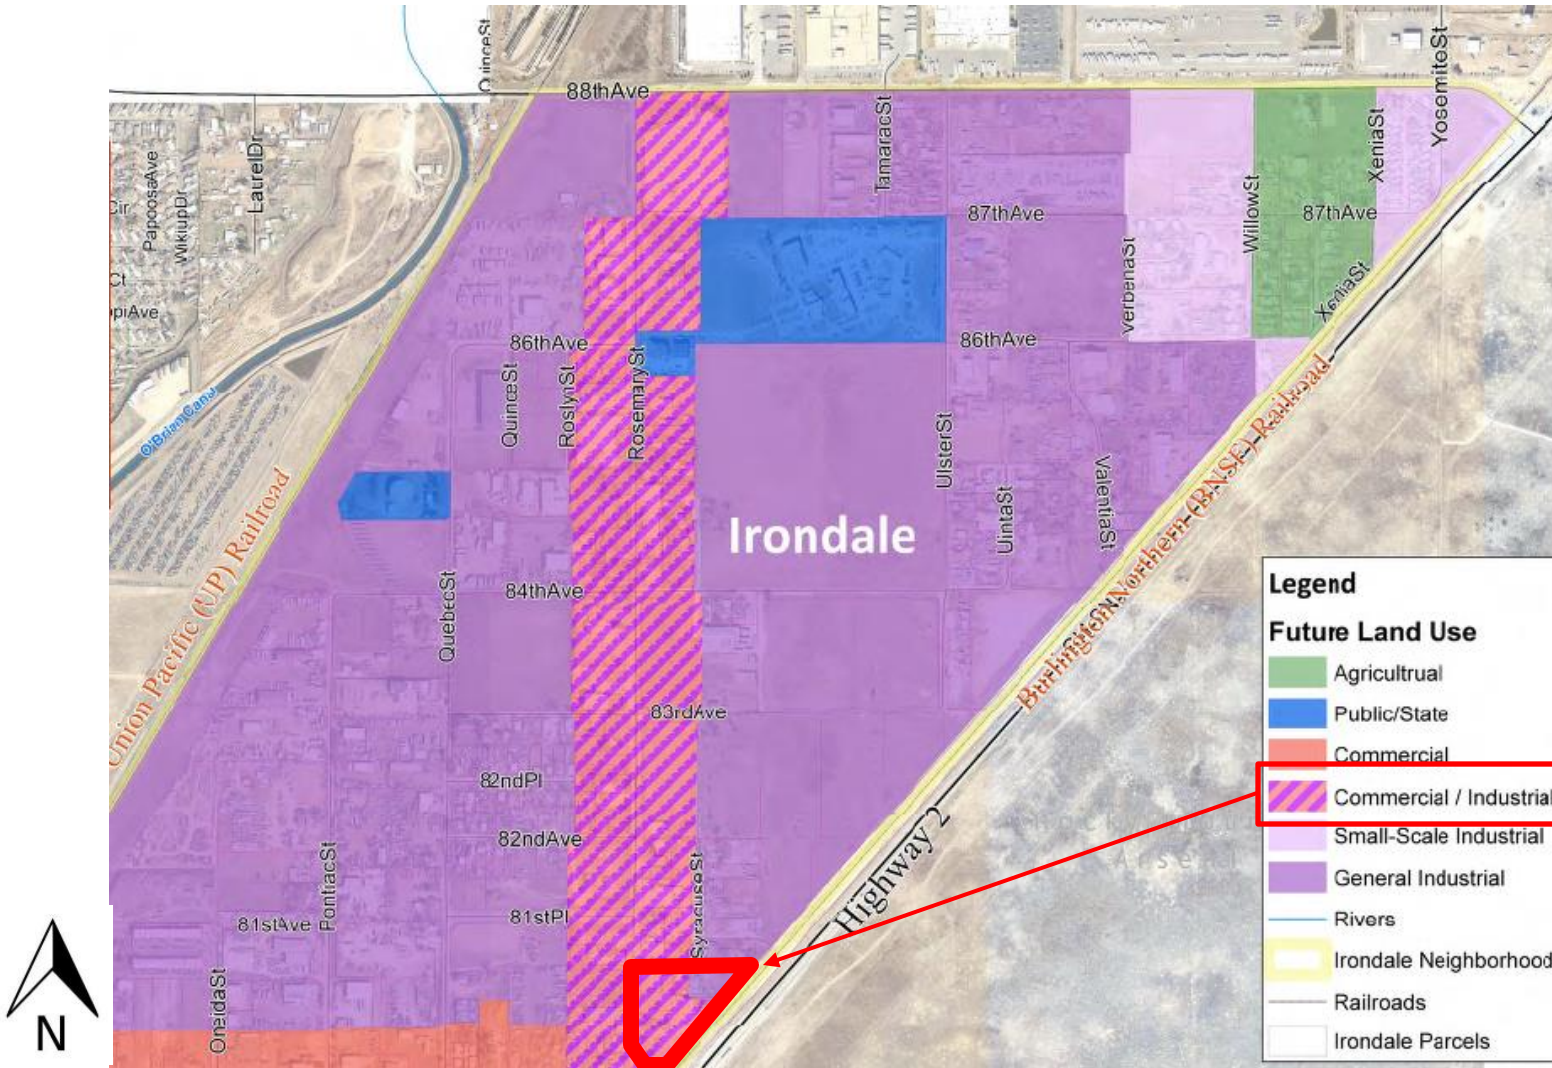 QuinceSt
88thAve
YosemiteSt
LaurelDr
PapoosaAve
WikiupDr
TamaracSt
XeniaSt
Cir
87thAve
WillowSt
87thAve
Ct
VerbenaSt
XeniaSt
piAve
86thAve
86thAve
QuinceSt
RoslynSt
RosemarySt
O'Brian Canal
UlsterSt
ValentiaSt
UintaSt
Irondale
Union Pacific (UP) Railroad
Burlington Northern (BNSF) Railroad
84thAve
QuebecSt
83rdAve
82ndPl
82ndAve
Highway 2
PontiacSt
SyracuseSt
81stAve
81stPl
OneidaSt
N
Legend
Future Land Use
Agricultrual
Public/State
Commercial
Commercial / Industrial
Small-Scale Industrial
General Industrial
Rivers
Irondale Neighborhood
Railroads
Irondale Parcels
Arsenal